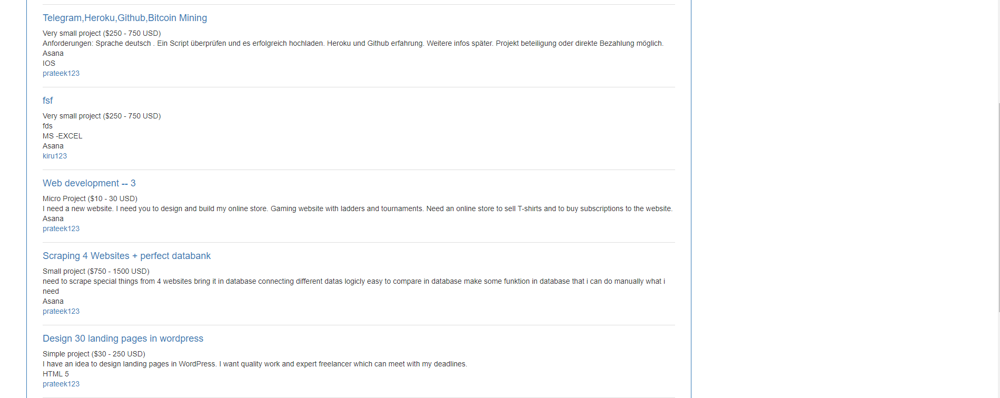 Telegram,Heroku,Github,Bitcoin Mining
Very small project ($250 - 750 USD)
Anforderungen: Sprache deutsch . Ein Script überprüfen und es erfolgreich hochladen. Heroku und Github erfahrung. Weitere infos später. Projekt beteiligung oder direkte Bezahlung möglich.
Asana
IOS
prateek123
fsf
Very small project ($250 - 750 USD)
fds
MS -EXCEL
Asana
kiru123
Web development -- 3
Micro Project ($10 - 30 USD)
I need a new website. I need you to design and build my online store. Gaming website with ladders and tournaments. Need an online store to sell T-shirts and to buy subscriptions to the website.
Asana
prateek123
Scraping 4 Websites + perfect databank
Small project ($750 - 1500 USD)
need to scrape special things from 4 websites bring it in database connecting different datas logicly easy to compare in database make some funktion in database that i can do manually what i
need
Asana
prateek123
Design 30 landing pages in wordpress
Simple project ($30 - 250 USD)
I have an idea to design landing pages in WordPress. I want quality work and expert freelancer which can meet with my deadlines.
HTML 5
prateek123